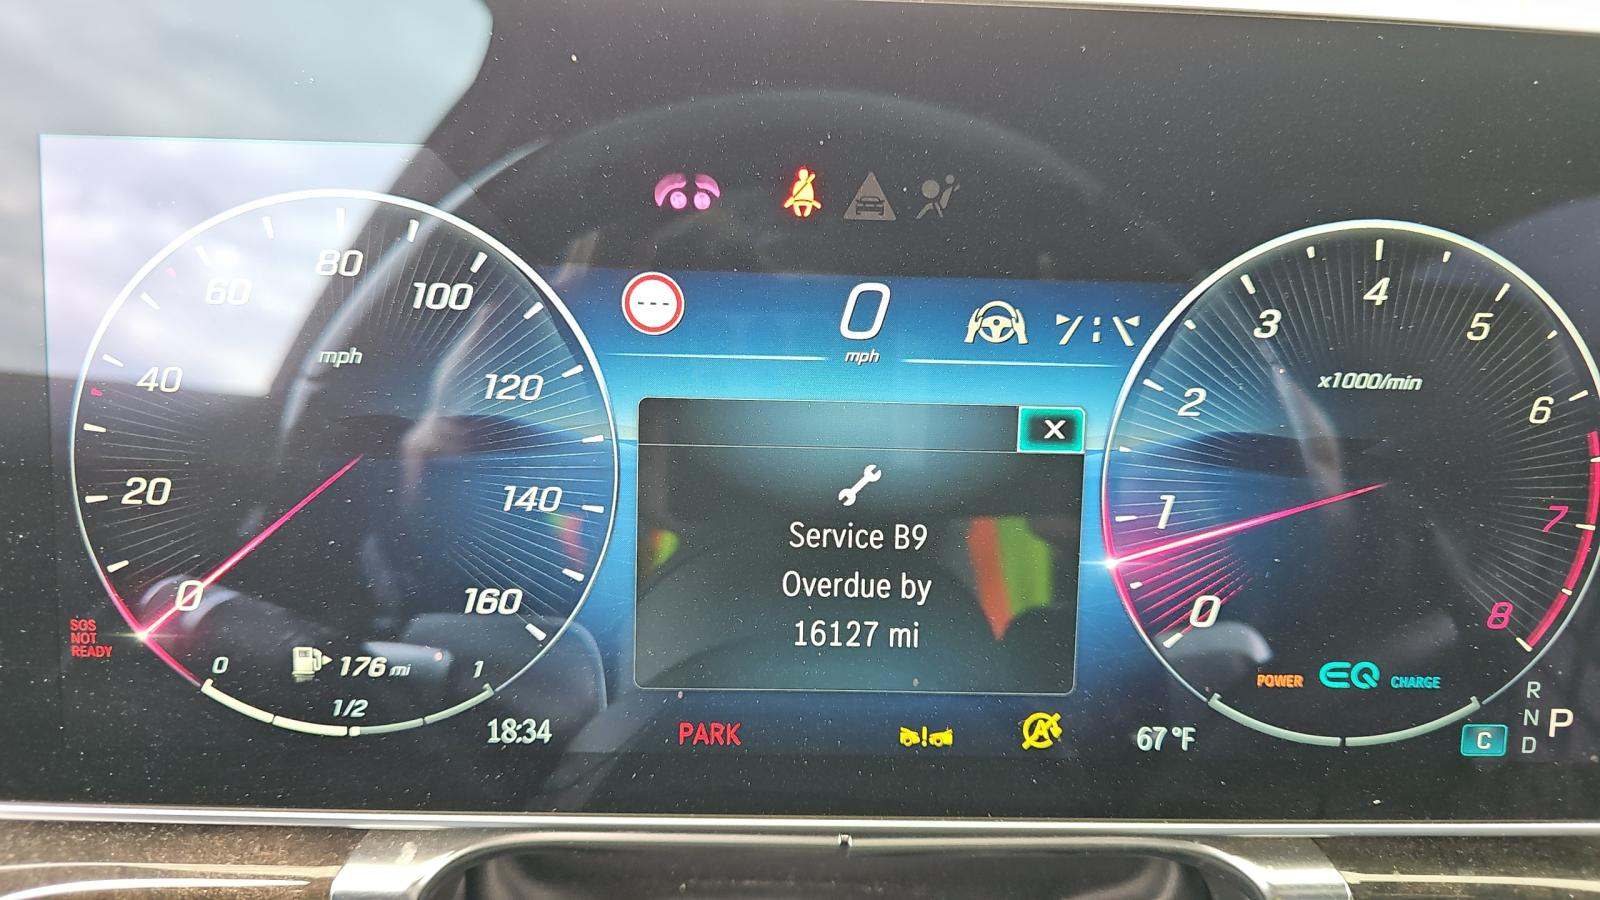 0
mph
80
60
100
mph
40
120
20
140
0
160
SOS
NOT
READY
0
176 mi
1
1/2
18:34
X
Service B9
Overdue by
16127 mi
PARK
A
67 °F
4
3
5
x1000/min
2
6
1
7
0
8
POWER
EQ
CHARGE
R
N
D
P
C